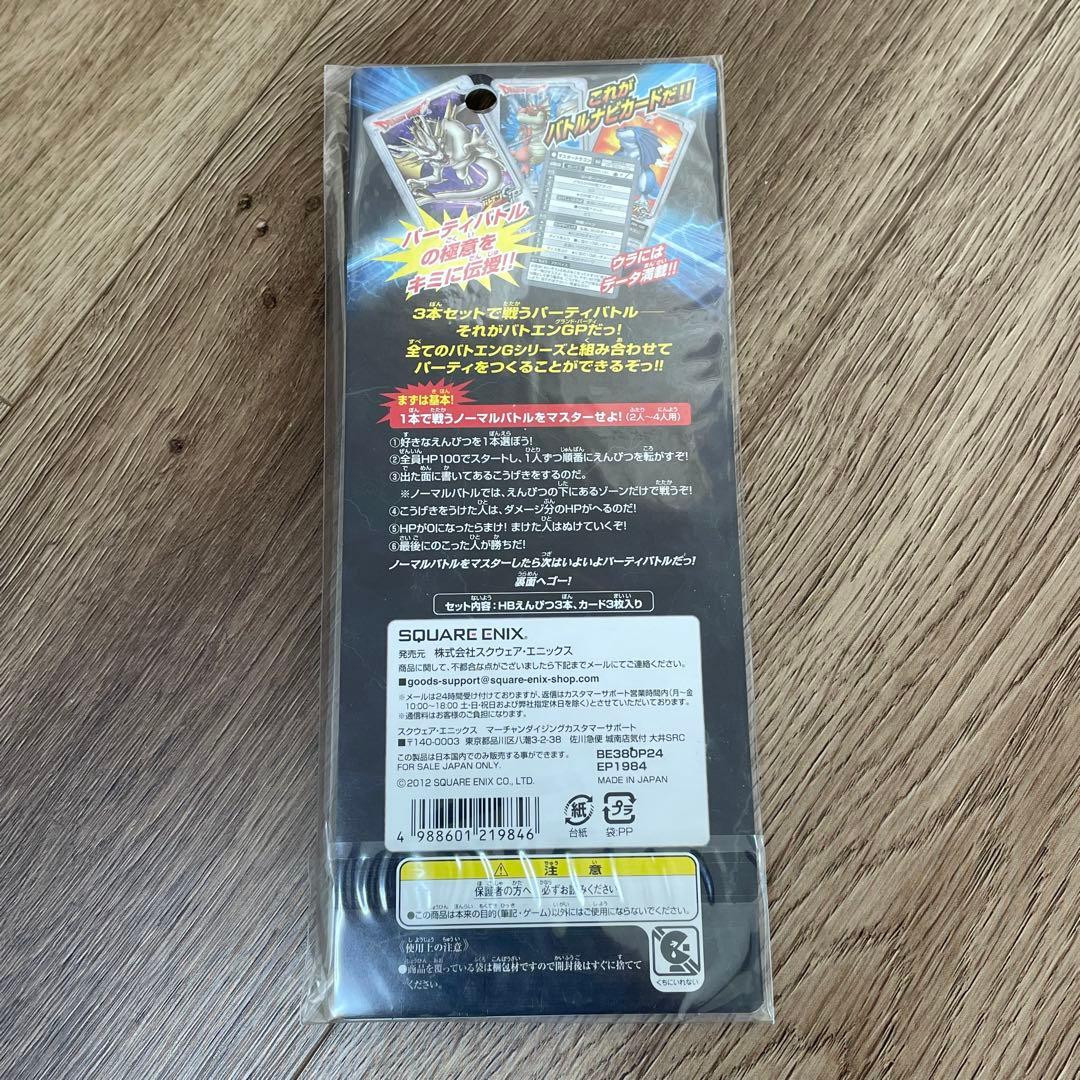 DRAGON QUEST
これが
バトルナビカードだ!!
パーティバトル
の極意を
キミに伝授!!
ウラには
データ満載!!
3本セットで戦うパーティバトル──
それがバトエンGPだっ!
全てのバトエンGシリーズと組み合わせて
パーティをつくることができるぞっ!!
まずは基本!
1本で戦うノーマルバトルをマスターせよ!(2人〜4人用)
①好きなえんぴつを1本選ぼう!
②全員HP100でスタートし、1人ずつ順番にえんぴつを転がすぞ!
③出た面に書いてあるこうげきをするのだ。
※ノーマルバトルでは、えんぴつの下にあるゾーンだけで戦うぞ!
④こうげきをうけた人は、ダメージ分のHPがへるのだ!
⑤HPが0になったらまけ! まけた人はぬけていくぞ!
⑥最後にのこった人が勝ちだ!
ノーマルバトルをマスターしたら次はいよいよパーティバトルだっ!
裏面へゴー!
セット内容:HBえんぴつ3本、カード3枚入り
SQUARE ENIX®
発売元 株式会社スクウェア・エニックス
商品に関して、不都合な点がございましたら下記までメールにてご連絡ください。
■goods-support@square-enix-shop.com
※メールは24時間受け付けておりますが、返信はカスタマーサポート営業時間内(月〜金
10:00〜18:00 土・日・祝日および弊社指定休日を除く)とさせていただきます。
※通信料はお客様のご負担になります。
スクウェア・エニックス マーチャンダイジングカスタマーサポート
■〒140-0003 東京都品川区八潮3-2-38 佐川急便 城南店気付 大井SRC
この製品は日本国内でのみ販売する事ができます。
FOR SALE JAPAN ONLY.
©2012 SQUARE ENIX CO., LTD.
BE380P24
EP1984
MADE IN JAPAN
4 988601 219846
紙
台紙
プラ
袋:PP
注意
保護者の方へ 必ずお読みください
●この商品は本来の目的(筆記・ゲーム)以外にはご使用にならないでください。
《使用上の注意》
●商品を覆っている袋は梱包材ですので開封後はすぐに捨てて
ください。
くちにいれない